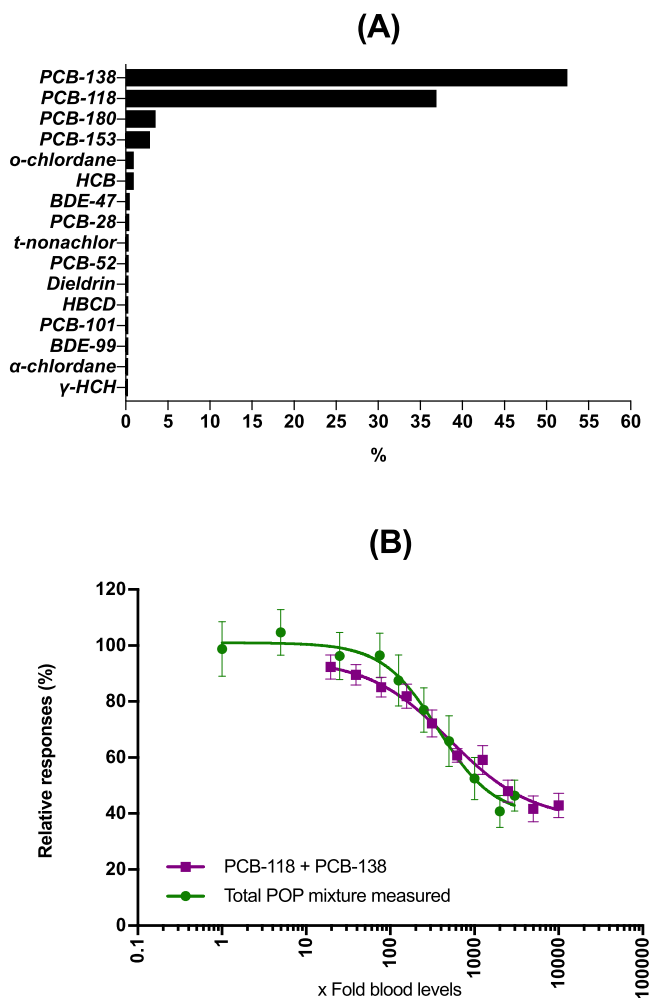 (A)
PCB-138
PCB-118
PCB-180
PCB-153
o-chlordane
HCB
BDE-47
PCB-28
t-nonachlor
PCB-52
Dieldrin
HBCD
PCB-101
BDE-99
α-chlordane
γ-HCH
0 5 10 15 20 25 30 35 40 45 50 55 60
%
(B)
Relative responses (%)
120
100
80
60
40
20
0
PCB-118 + PCB-138
Total POP mixture measured
0.1 1 10 100 1000 10000 100000
x Fold blood levels